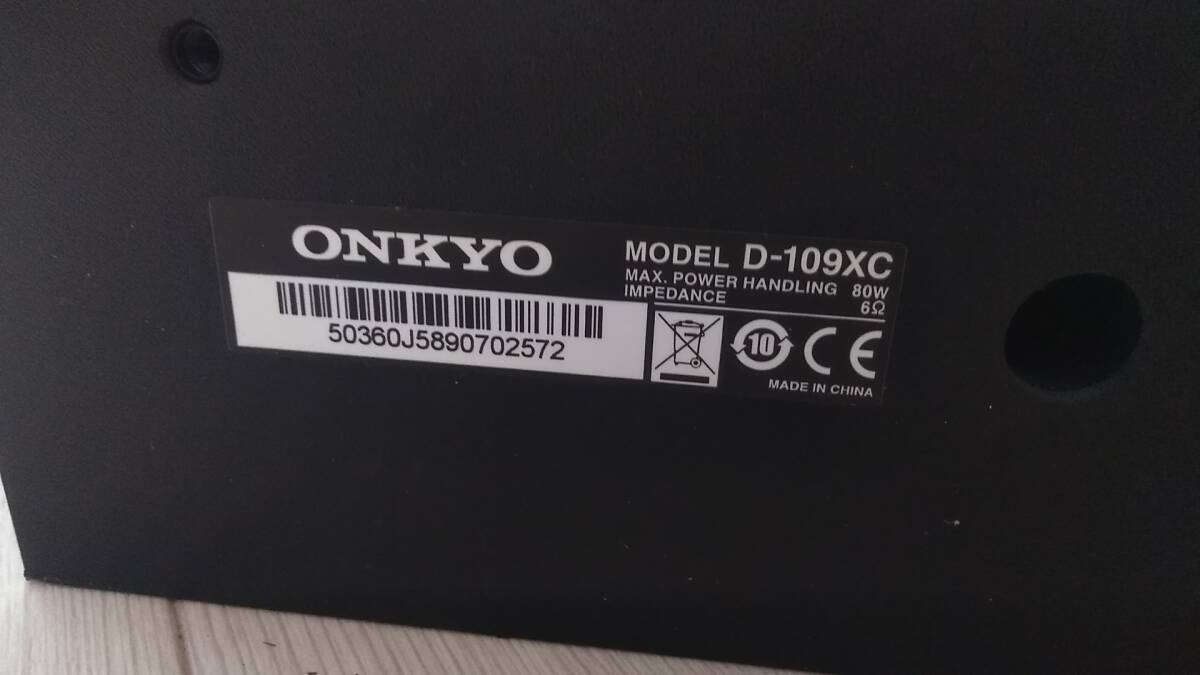 ONKYO
50360J5890702572
MODEL D-109XC
MAX. POWER HANDLING 80W
IMPEDANCE 6Ω
10
CE
MADE IN CHINA